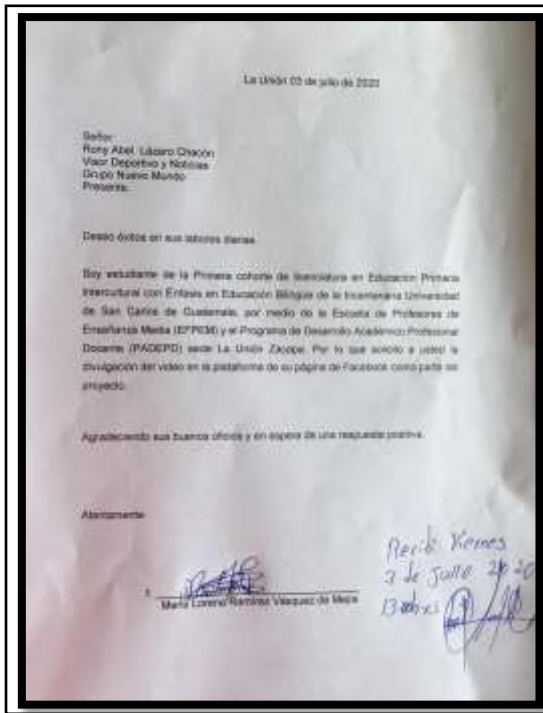 La Unión 03 de julio de 2020
Señor
Rony Abel Lázaro Chacón
Visor Deportivo y Noticias
Grupo Nuevo Mundo
Presente.
Deseo éxitos en sus labores diarias
Soy estudiante de la Primera cohorte de licenciatura en Educación Primaria
Intercultural con Énfasis en Educación Bilingüe de la tricentenaria Universidad
de San Carlos de Guatemala, por medio de la Escuela de Profesores de
Enseñanza Media (EFPEM) y el Programa de Desarrollo Académico Profesional
Docente (PADEPD) sede La Unión Zacapa. Por lo que solicito a usted la
divulgación del video en la plataforma de su página de Facebook como parte del
proyecto.
Agradeciendo sus buenos oficios y en espera de una respuesta positiva.
Atentamente
María Lorena Ramírez Vásquez de Mejía
Recibí Viernes
3 de Julio 2020